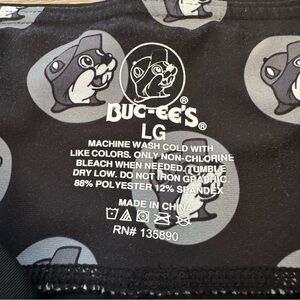 BUC-EE'S®
LG
MACHINE WASH COLD WITH
LIKE COLORS. ONLY NON-CHLORINE
BLEACH WHEN NEEDED. TUMBLE
DRY LOW. DO NOT IRON GRAPHIC.
88% POLYESTER 12% SPANDEX
MADE IN CHINA
RN# 135890